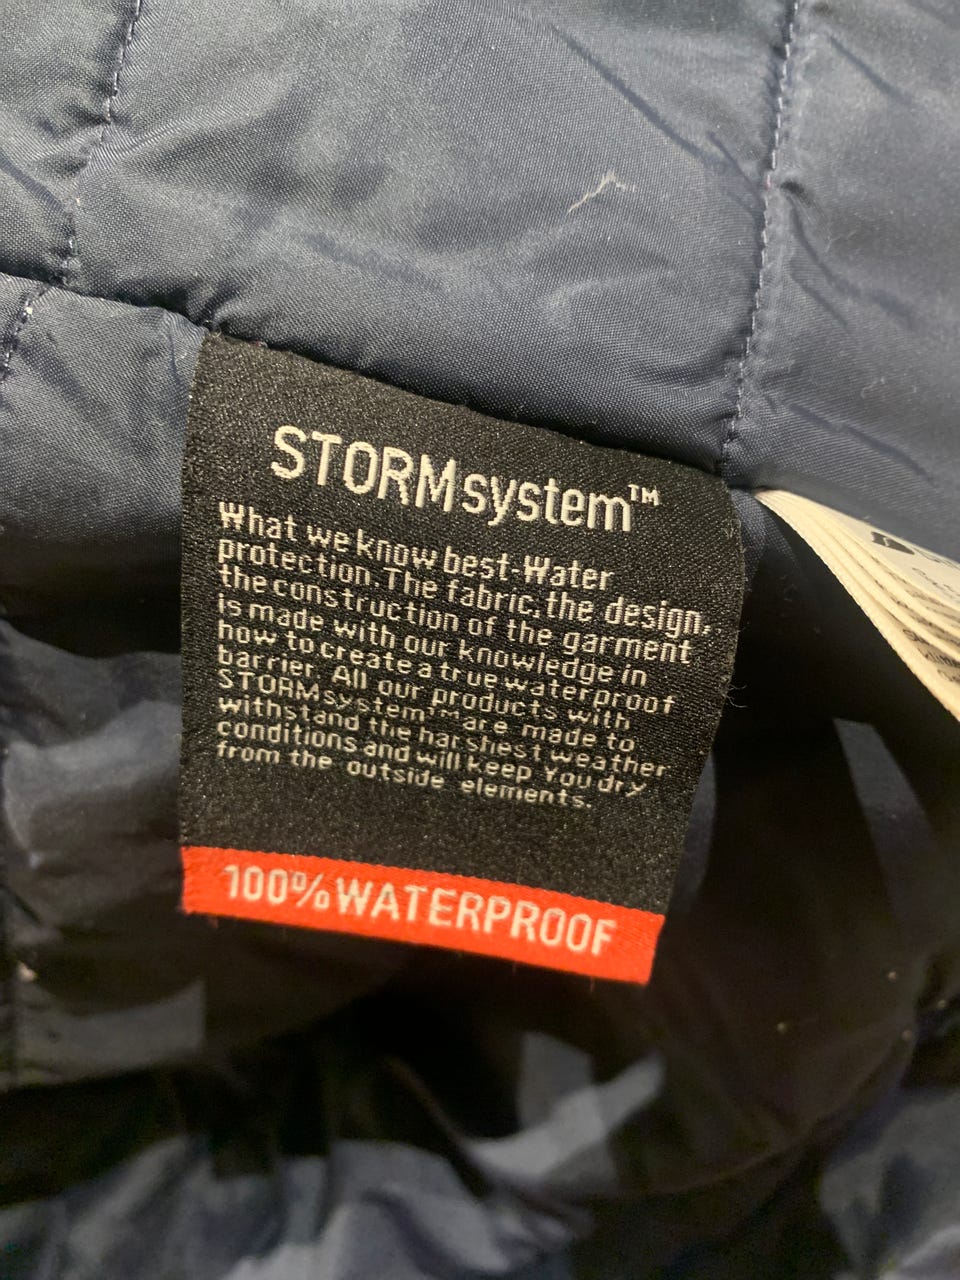 STORMsystem™
What we know best-Water
protection. The fabric, the design,
the construction of the garment
is made with our knowledge in
how to create a true waterproof
barrier. All our products with
STORMsystem™ are made to
withstand the harshest weather
conditions and will keep You dry
from the outside elements.
100% WATERPROOF